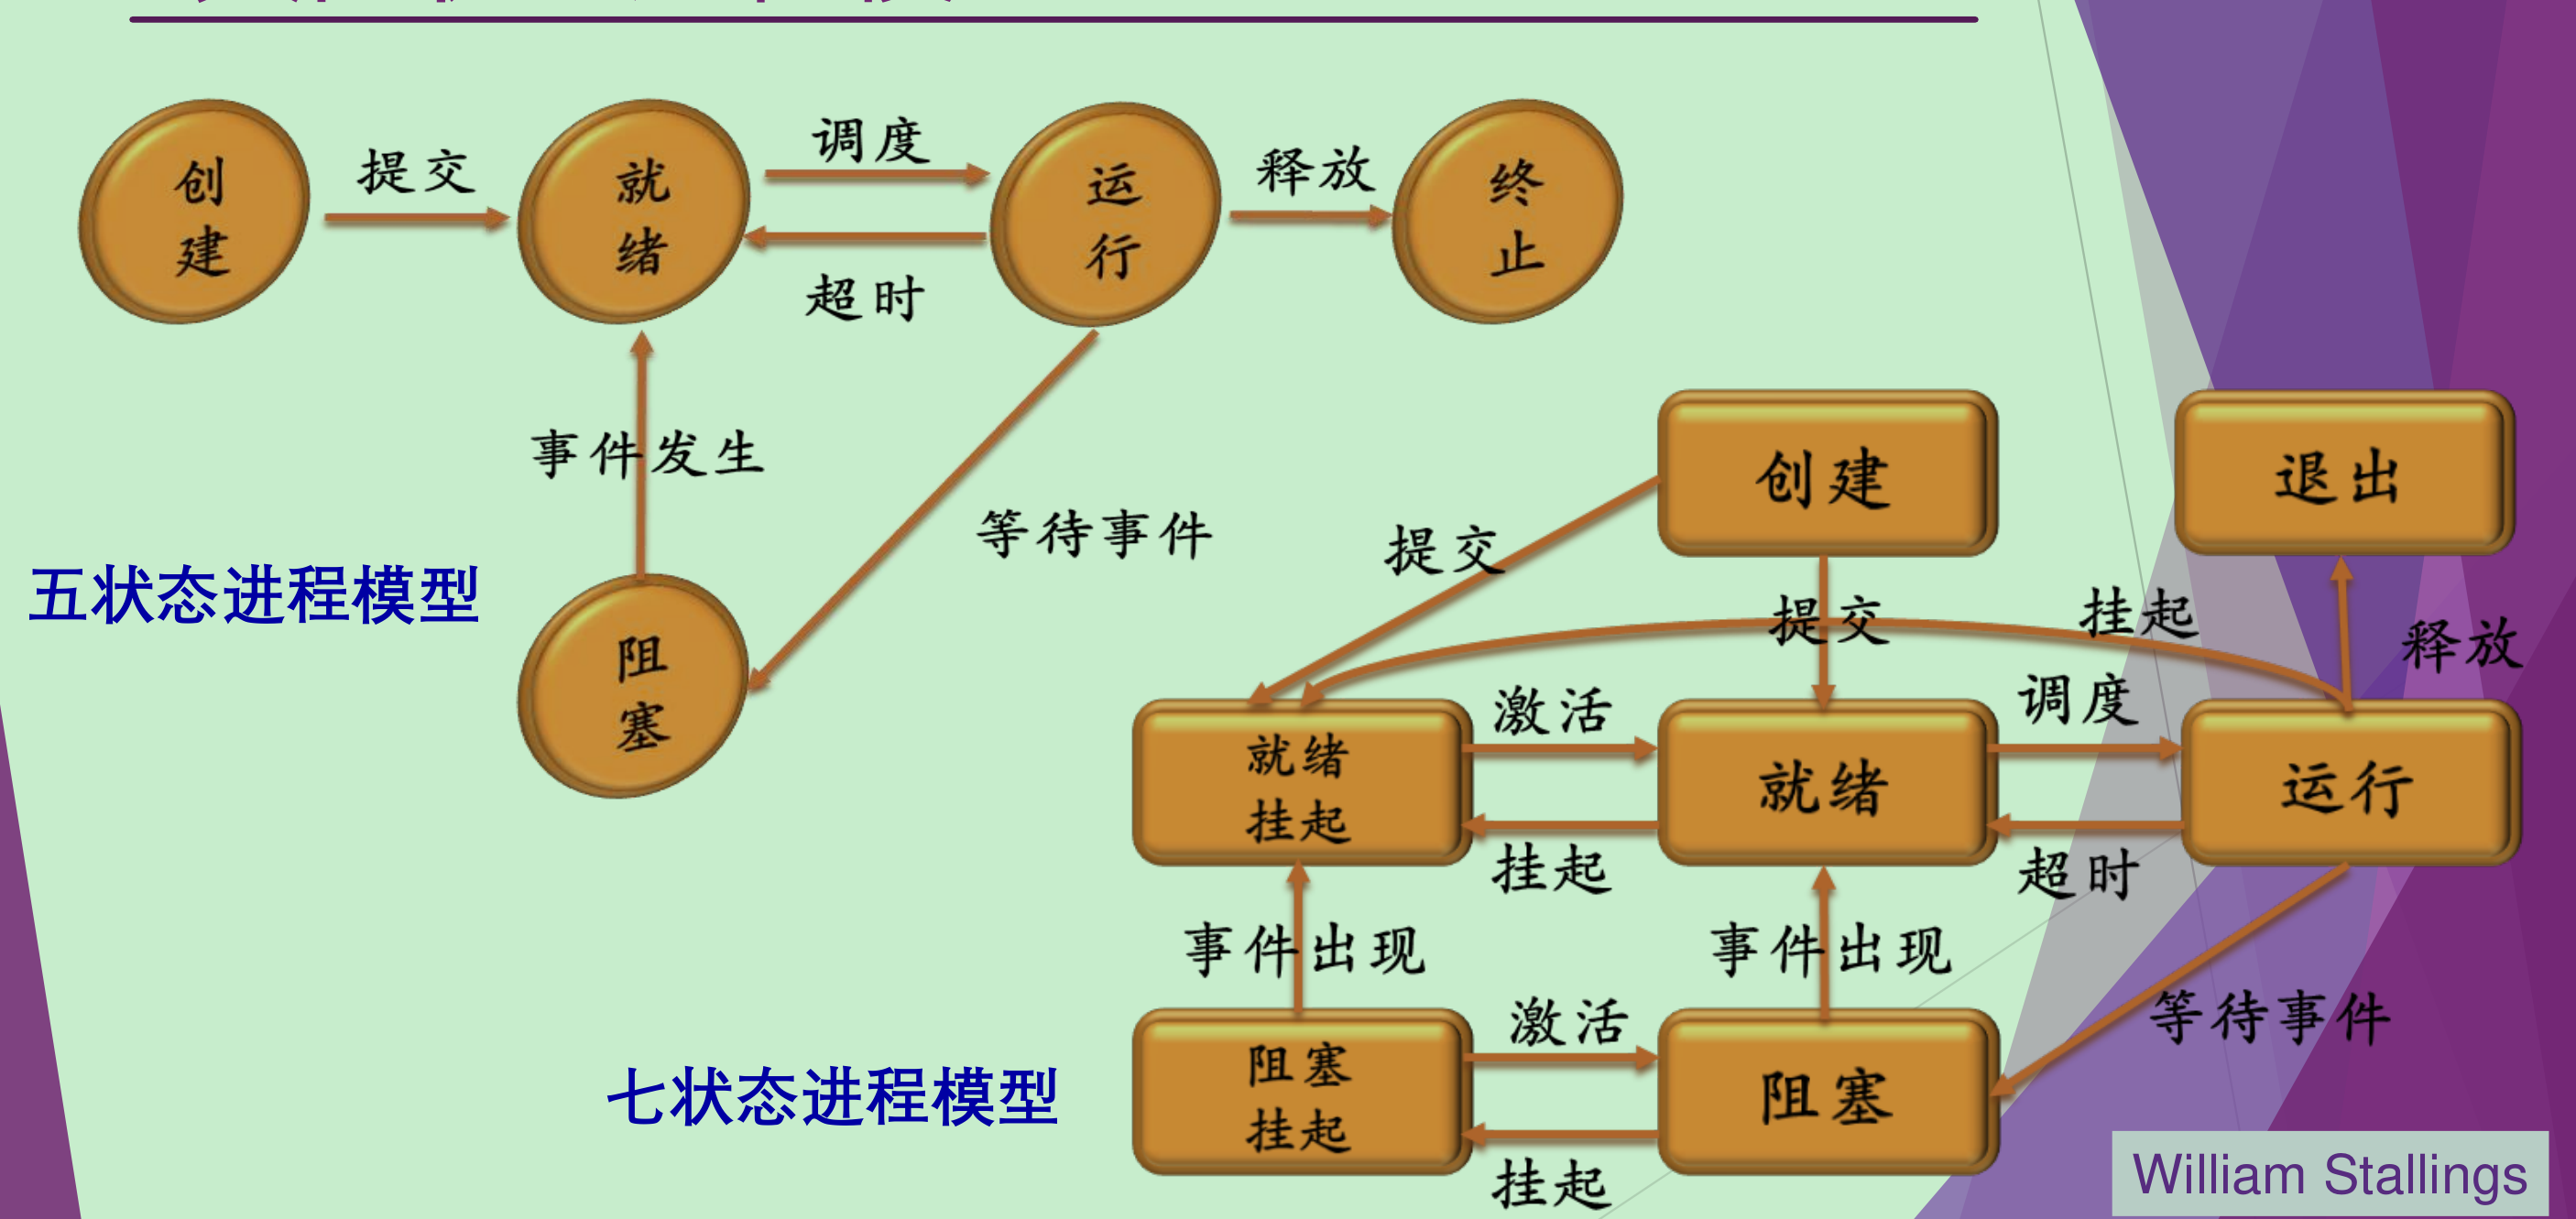 创
建
提交
就
绪
调度
超时
运
行
释放
终
止
事件发生
等待事件
阻
塞
五状态进程模型
创建
退出
提交
提交
挂起
释放
就绪
挂起
激活
挂起
就绪
调度
超时
运行
事件出现
事件出现
等待事件
阻塞
挂起
激活
挂起
阻塞
七状态进程模型
William Stallings